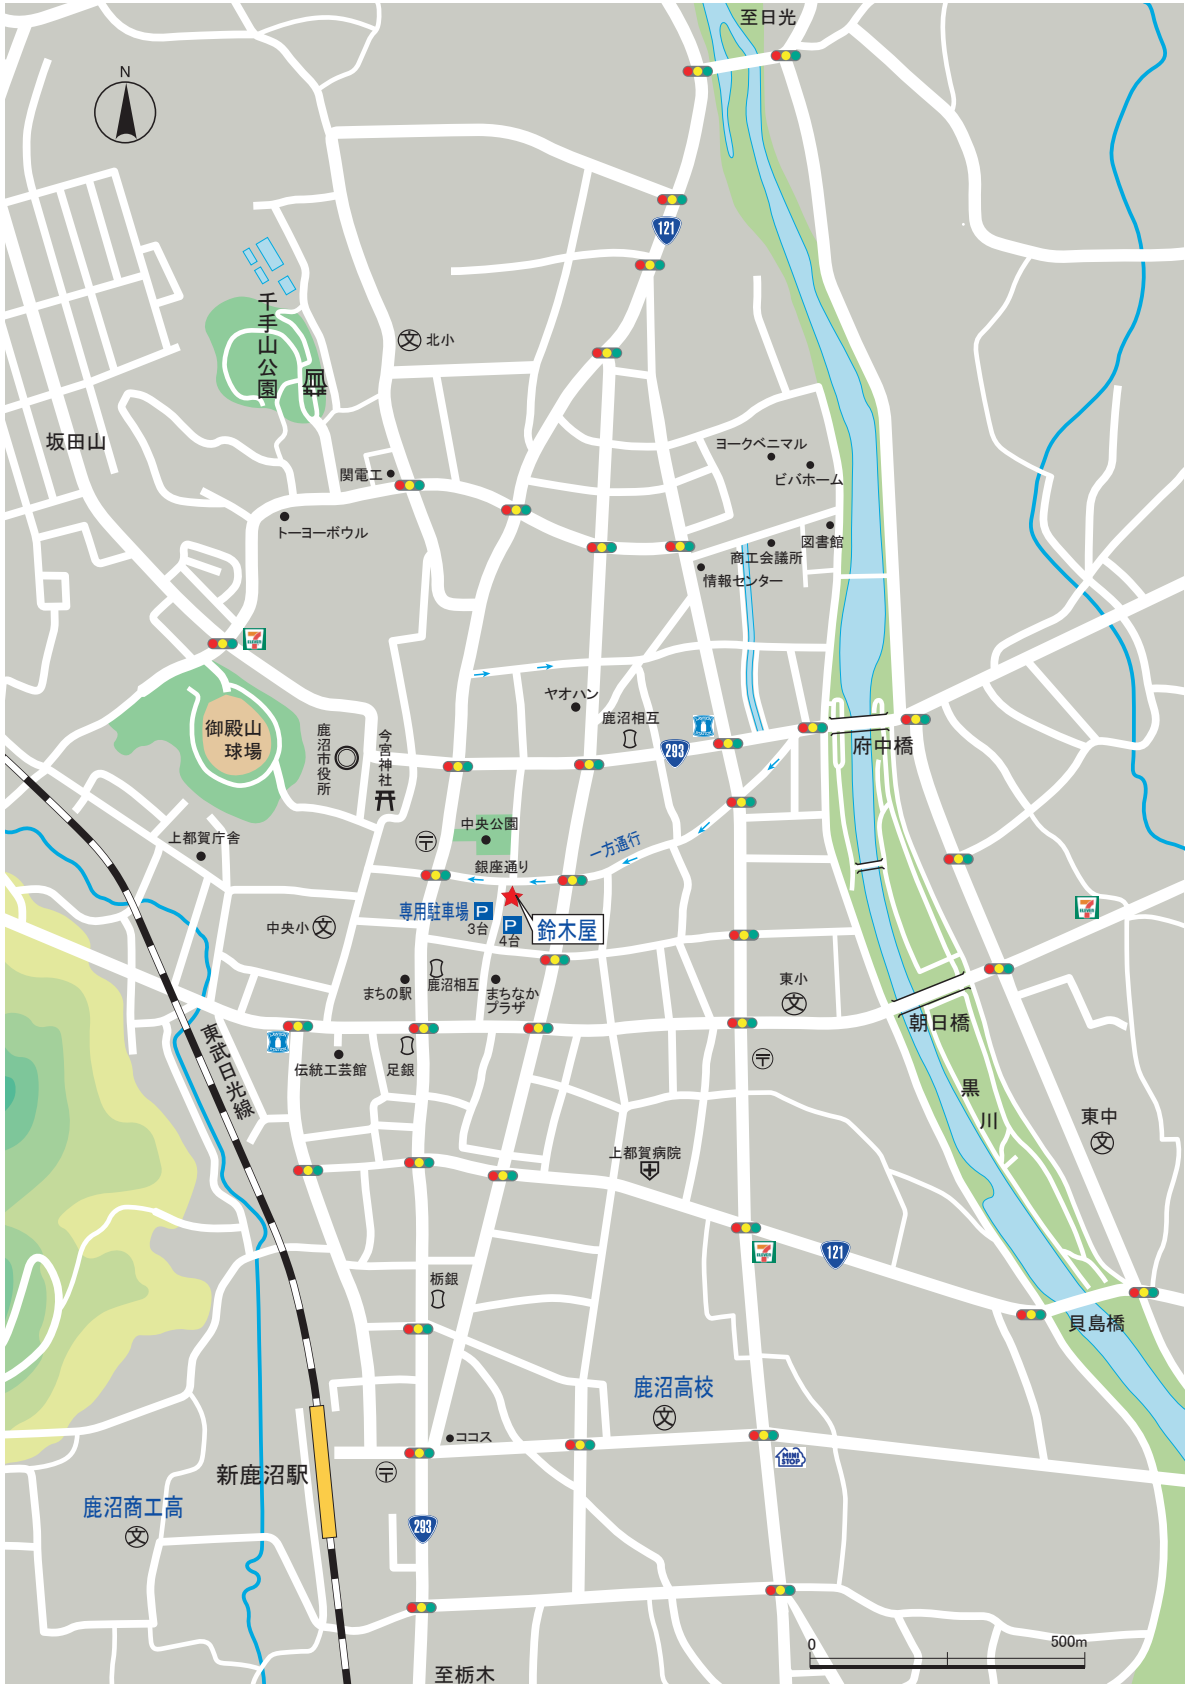 至日光
N
121
千手山公園
北小
坂田山
ヨークベニマル
ビバホーム
関電工
トーヨーボウル
図書館
商工会議所
情報センター
7
ELEVEN
ヤオハン
鹿沼相互
御殿山
球場
鹿沼市役所
今宮神社
293
府中橋
中央公園
一方通行
上都賀庁舎
銀座通り
専用駐車場
P
3台
P
4台
鈴木屋
中央小
7
ELEVEN
まちの駅
鹿沼相互
まちなか
プラザ
東小
朝日橋
東武日光線
伝統工芸館
足銀
黒川
東中
上都賀病院
7
ELEVEN
121
栃銀
貝島橋
鹿沼高校
ココス
MINI
STOP
新鹿沼駅
鹿沼商工高
293
0
500m
至栃木